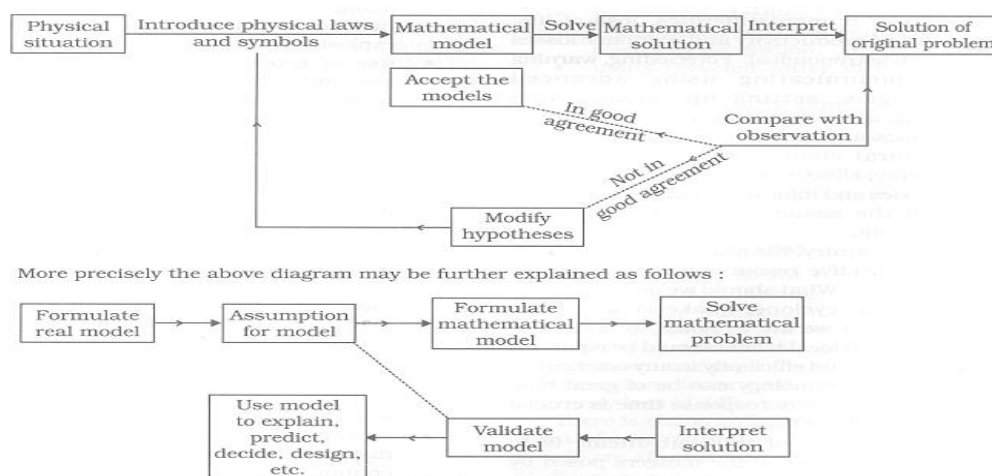 Physical
situation
Introduce physical laws
and symbols
Mathematical
model
Solve
Mathematical
solution
Interpret
Solution of
original problem
Accept the
models
In good
agreement
Compare with
observation
Not in
good agreement
Modify
hypotheses
More precisely the above diagram may be further explained as follows :
Formulate
real model
Assumption
for model
Formulate
mathematical
model
Solve
mathematical
problem
Use model
to explain,
predict,
decide, design,
etc.
Validate
model
Interpret
solution